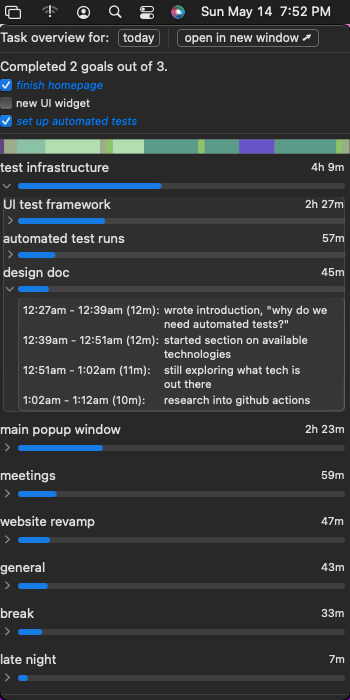 Sun May 14 7:52 PM
Task overview for: today open in new window ⬈
Completed 2 goals out of 3.
finish homepage
new UI widget
set up automated tests
test infrastructure 4h 9m
UI test framework 2h 27m
automated test runs 57m
design doc 45m
12:27am - 12:39am (12m): wrote introduction, "why do we
need automated tests?"
12:39am - 12:51am (12m): started section on available
technologies
12:51am - 1:02am (11m): still exploring what tech is
out there
1:02am - 1:12am (10m): research into github actions
main popup window 2h 23m
meetings 59m
website revamp 47m
general 43m
break 33m
late night 7m